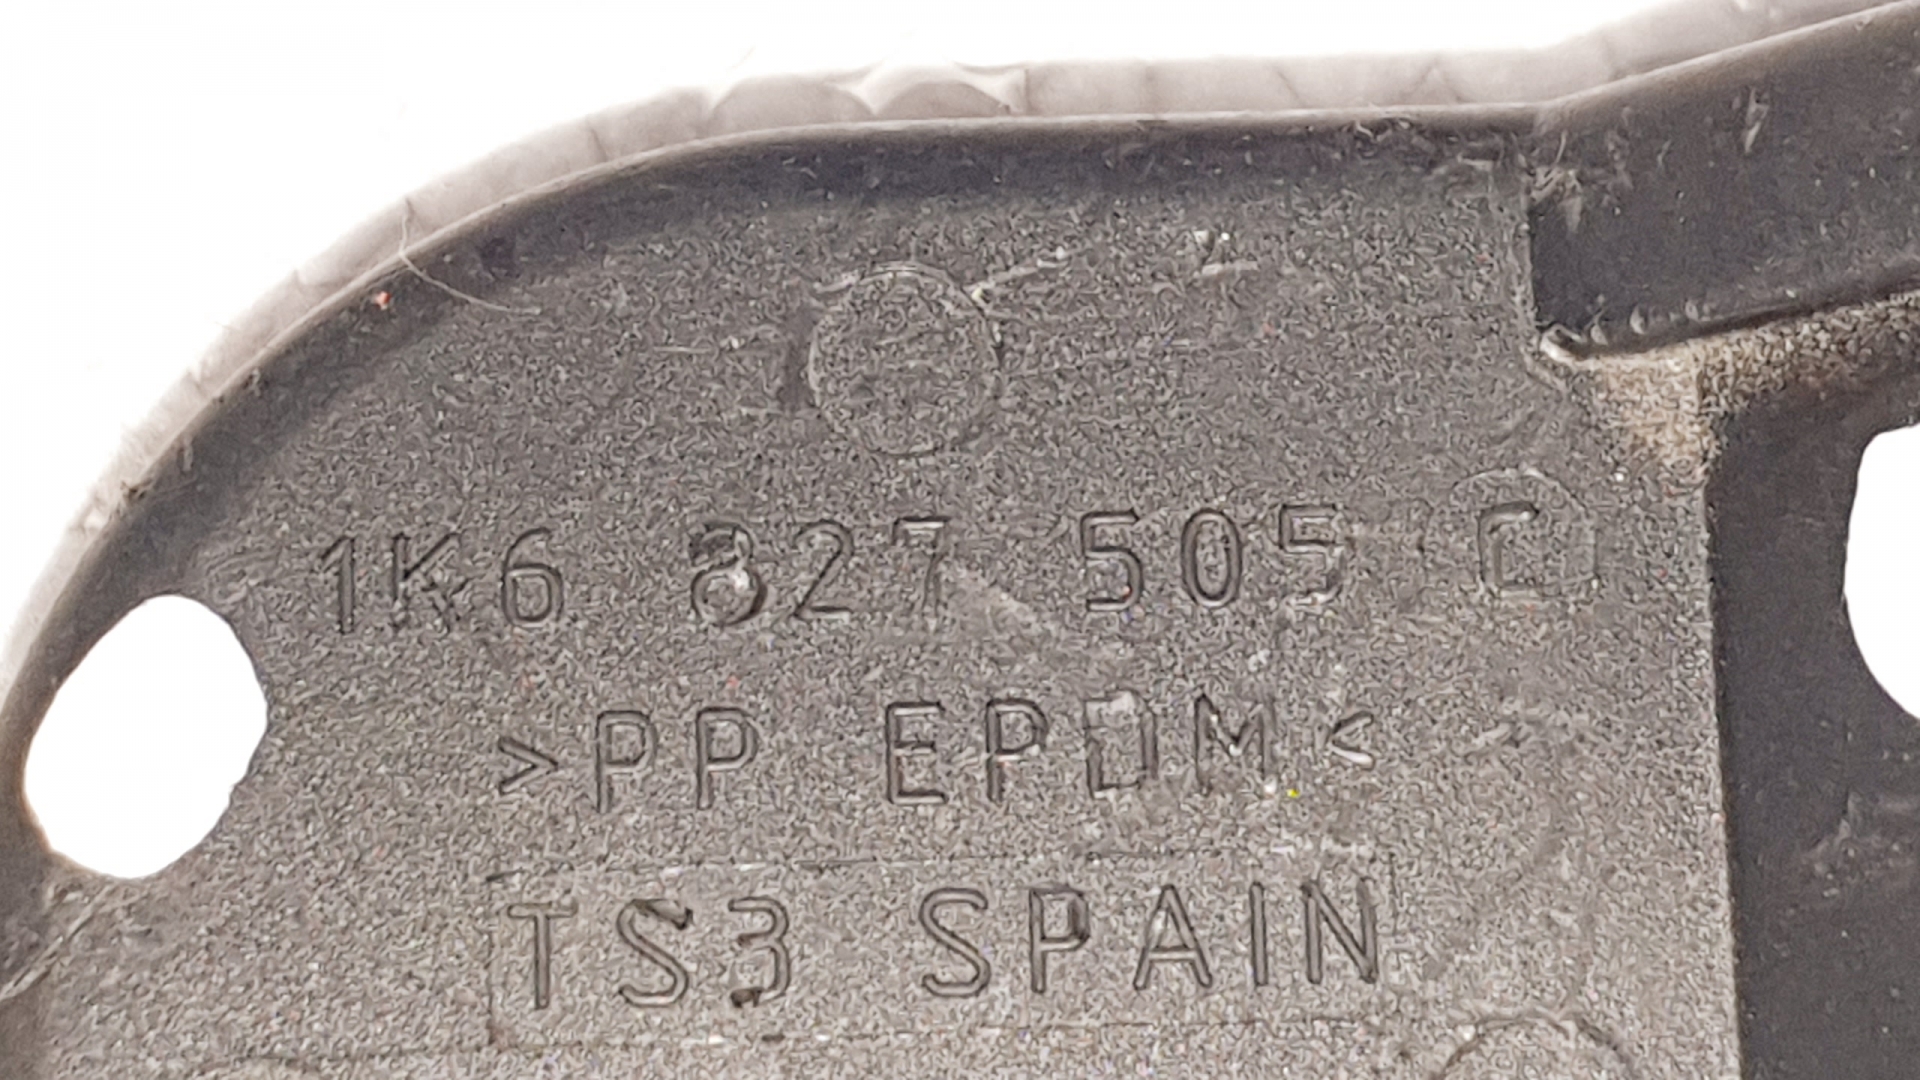 1K6 827 505 C
>PP EPDM<
TS3 SPAIN